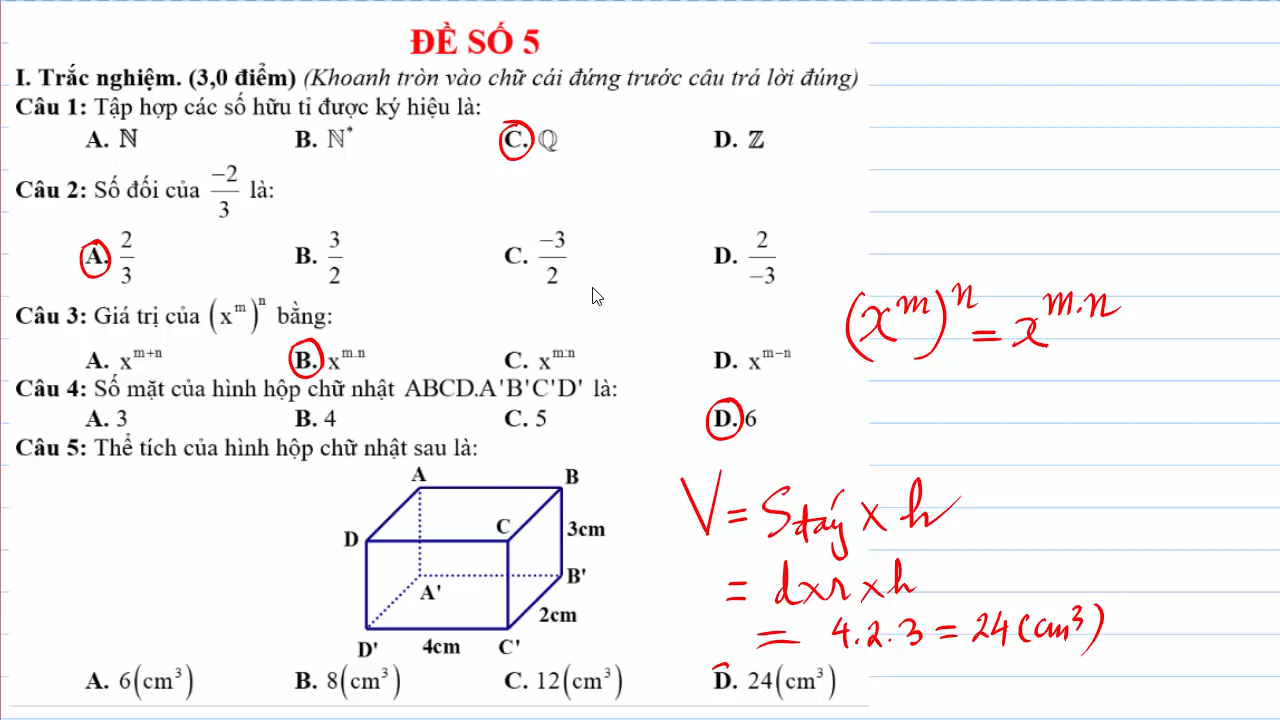 ĐỀ SỐ 5
I. Trắc nghiệm. (3,0 điểm) (Khoanh tròn vào chữ cái đứng trước câu trả lời đúng)
Câu 1: Tập hợp các số hữu tỉ được ký hiệu là:
A. ℕ B. ℕ* C. ℚ D. ℤ
Câu 2: Số đối của -2/3 là:
A. 2/3 B. 3/2 C. -3/2 D. 2/-3
Câu 3: Giá trị của (x^m)^n bằng:
(x^m)^n = x^{m.n}
A. x^{m+n} B. x^{m.n} C. x^{m:n} D. x^{m-n}
Câu 4: Số mặt của hình hộp chữ nhật ABCD.A'B'C'D' là:
A. 3 B. 4 C. 5 D. 6
Câu 5: Thể tích của hình hộp chữ nhật sau là:
A B
V = Sđáy x h
D C 3cm
A' B'
= d x r x h
2cm
= 4.2.3 = 24 (cm³)
D' 4cm C'
A. 6(cm³) B. 8(cm³) C. 12(cm³) D. 24(cm³)